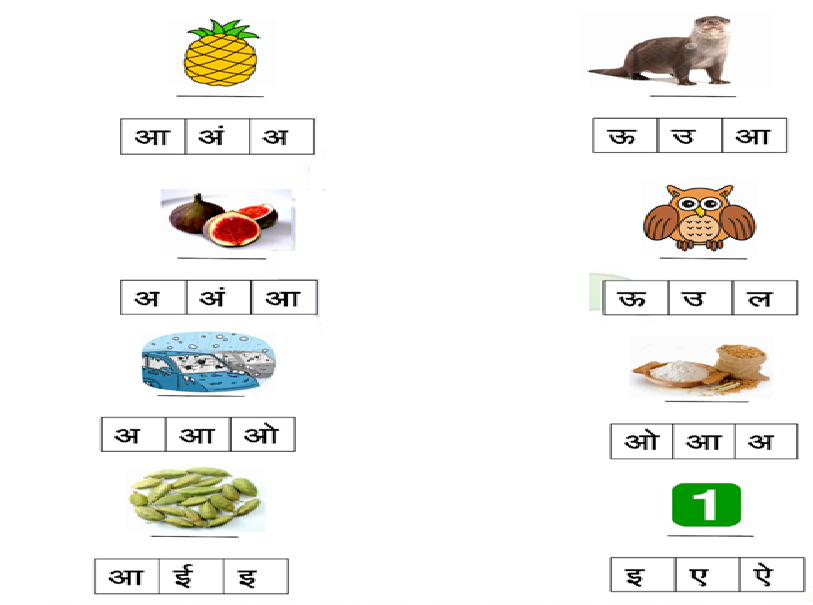 आ अं अ
ऊ उ आ
अ अं आ
ऊ उ ल
अ आ ओ
ओ आ अ
आ ई इ
1
इ ए ऐ